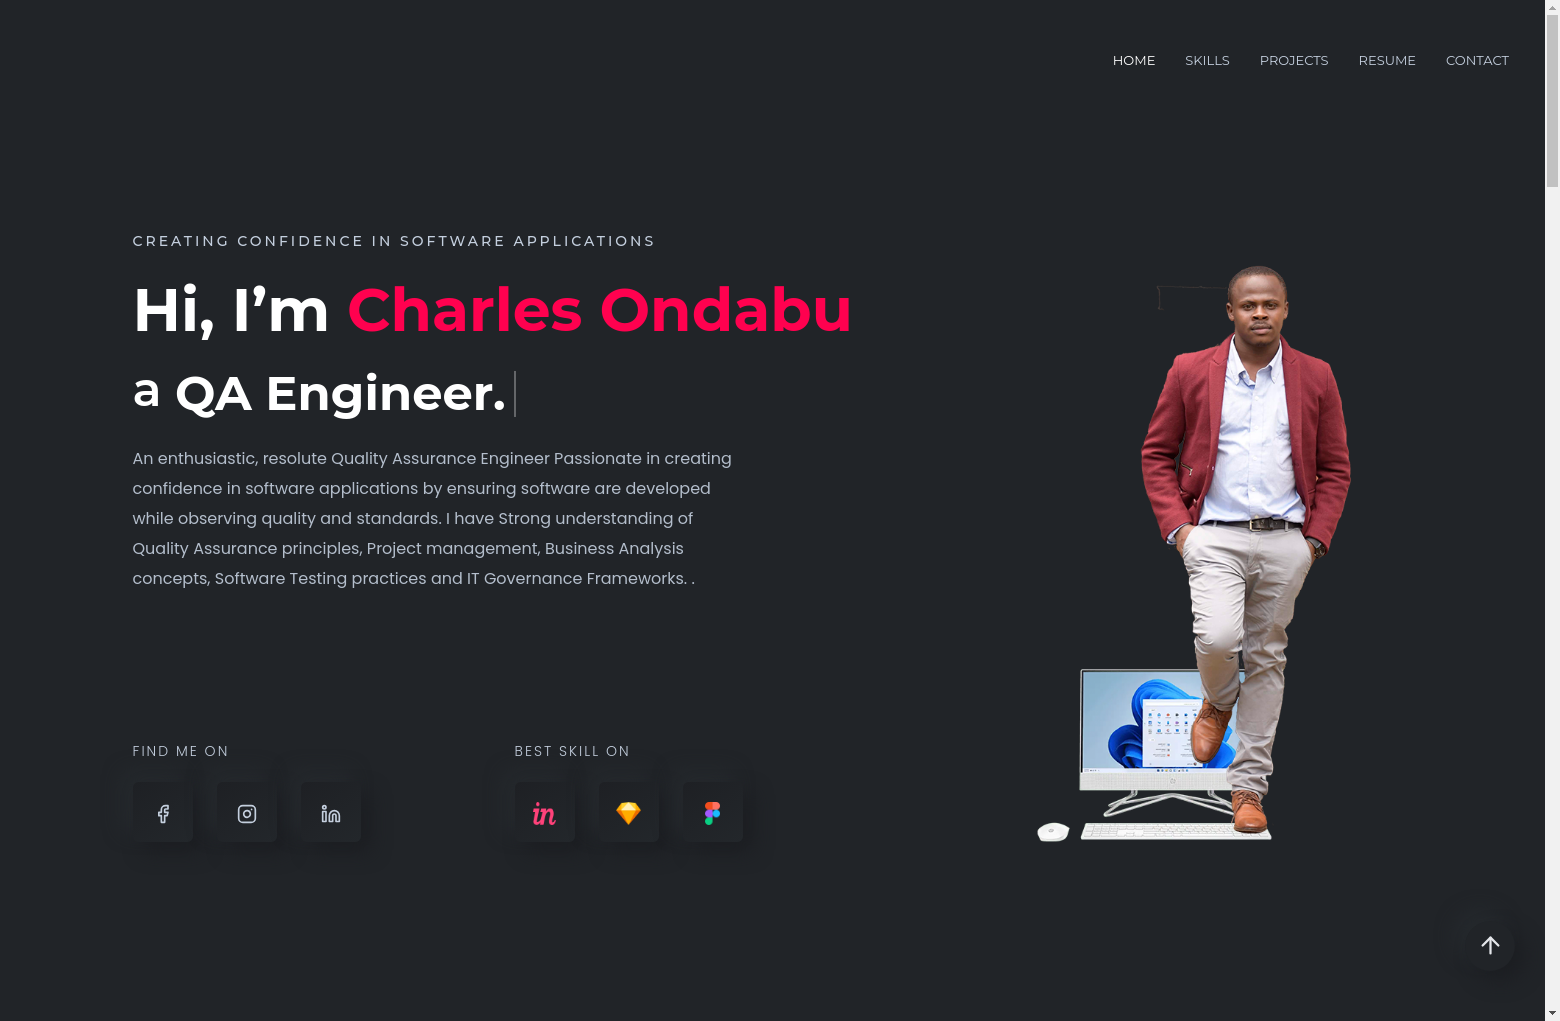 HOME SKILLS PROJECTS RESUME CONTACT
CREATING CONFIDENCE IN SOFTWARE APPLICATIONS
Hi, I’m Charles Ondabu
a QA Engineer.
An enthusiastic, resolute Quality Assurance Engineer Passionate in creating
confidence in software applications by ensuring software are developed
while observing quality and standards. I have Strong understanding of
Quality Assurance principles, Project management, Business Analysis
concepts, Software Testing practices and IT Governance Frameworks. .
FIND ME ON
BEST SKILL ON
in
in